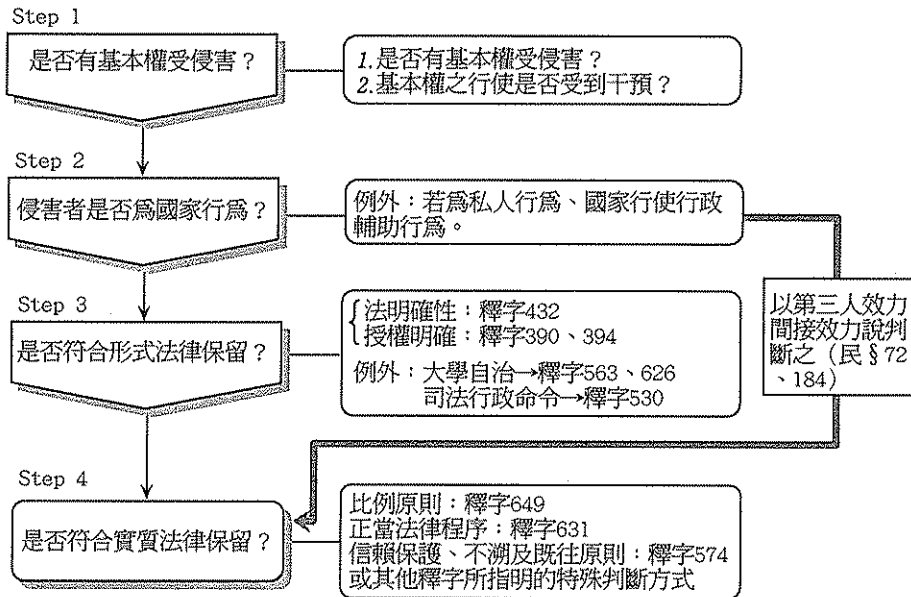 Step 1
是否有基本權受侵害？
1.是否有基本權受侵害？
2.基本權之行使是否受到干預？
Step 2
侵害者是否爲國家行爲？
例外：若爲私人行爲、國家行使行政
輔助行爲。
以第三人效力
間接效力說判
斷之（民§72
、184）
Step 3
是否符合形式法律保留？
法明確性：釋字432
授權明確：釋字390、394
例外：大學自治→釋字563、626
司法行政命令→釋字530
Step 4
是否符合實質法律保留？
比例原則：釋字649
正當法律程序：釋字631
信賴保護、不溯及既往原則：釋字574
或其他釋字所指明的特殊判斷方式